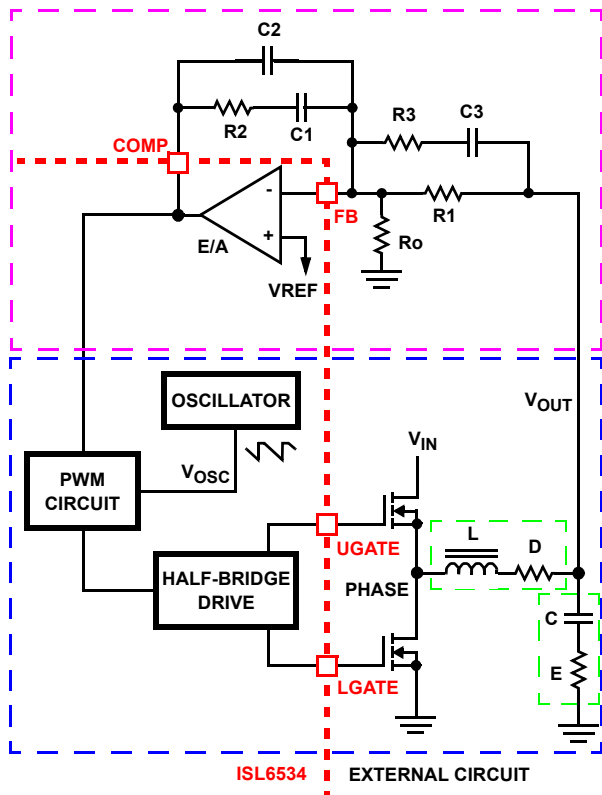 C2
R2
C1
R3
C3
COMP
-
+
E/A
FB
R1
Ro
VREF
OSCILLATOR
VOUT
VIN
PWM
CIRCUIT
VOSC
UGATE
L
D
HALF-BRIDGE
DRIVE
PHASE
C
E
LGATE
ISL6534
EXTERNAL CIRCUIT